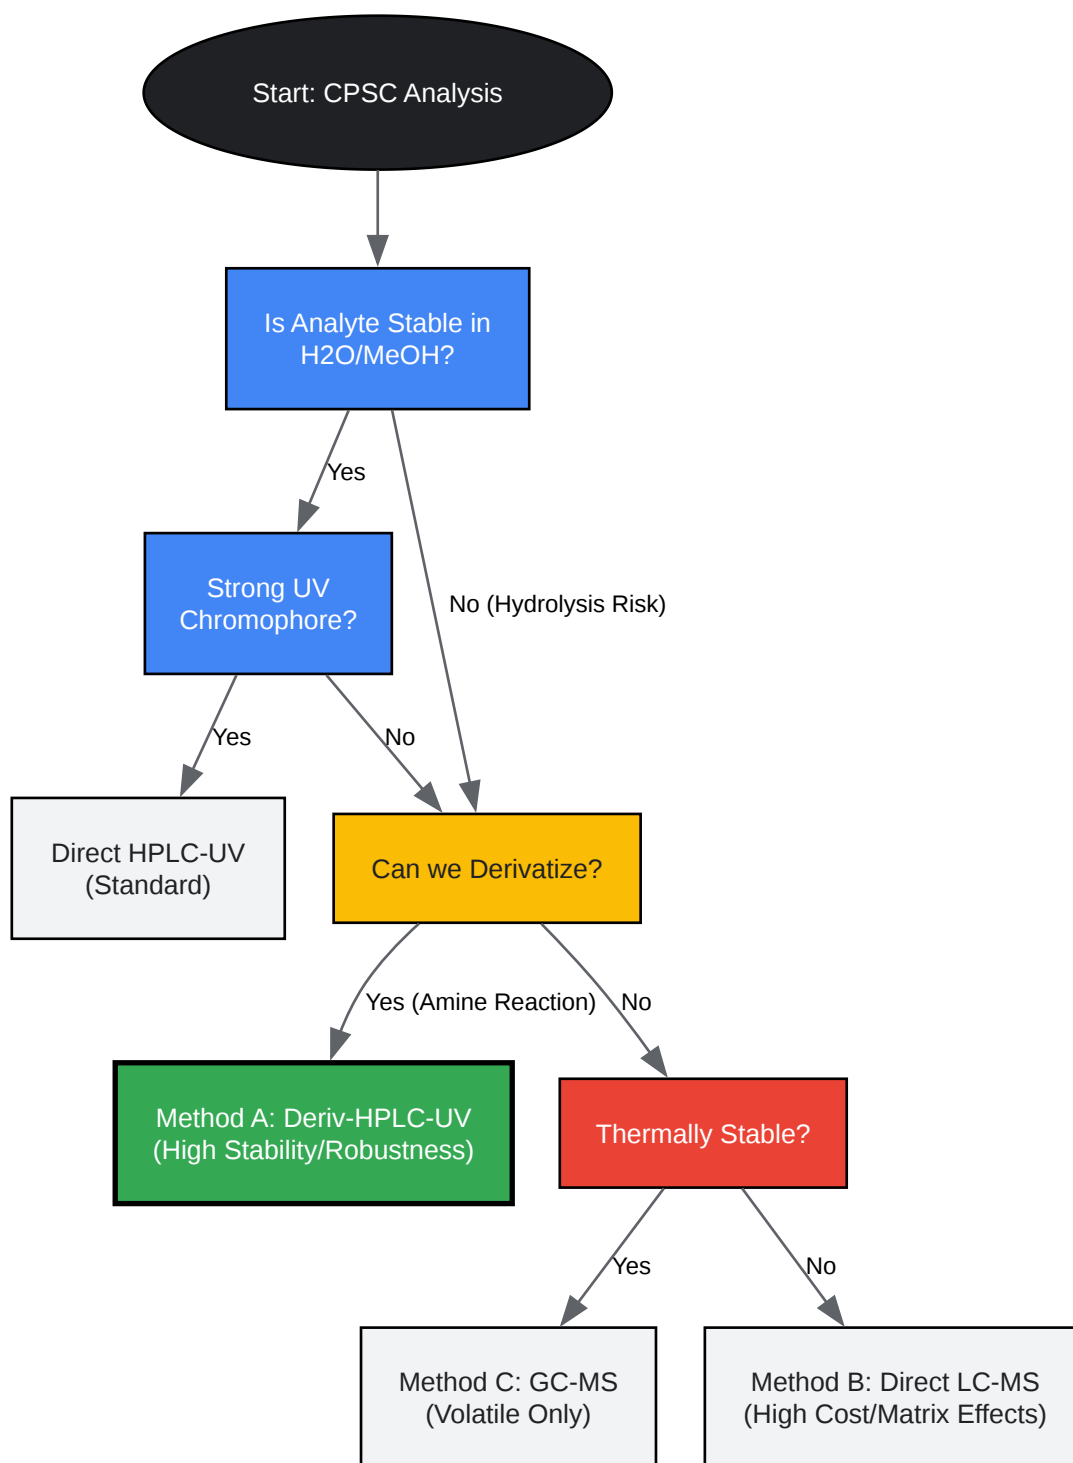 Start: CPSC Analysis
Is Analyte Stable in
H2O/MeOH?
Yes
No (Hydrolysis Risk)
Strong UV
Chromophore?
Yes
No
Direct HPLC-UV
(Standard)
Can we Derivatize?
Yes (Amine Reaction)
No
Method A: Deriv-HPLC-UV
(High Stability/Robustness)
Thermally Stable?
Yes
No
Method C: GC-MS
(Volatile Only)
Method B: Direct LC-MS
(High Cost/Matrix Effects)